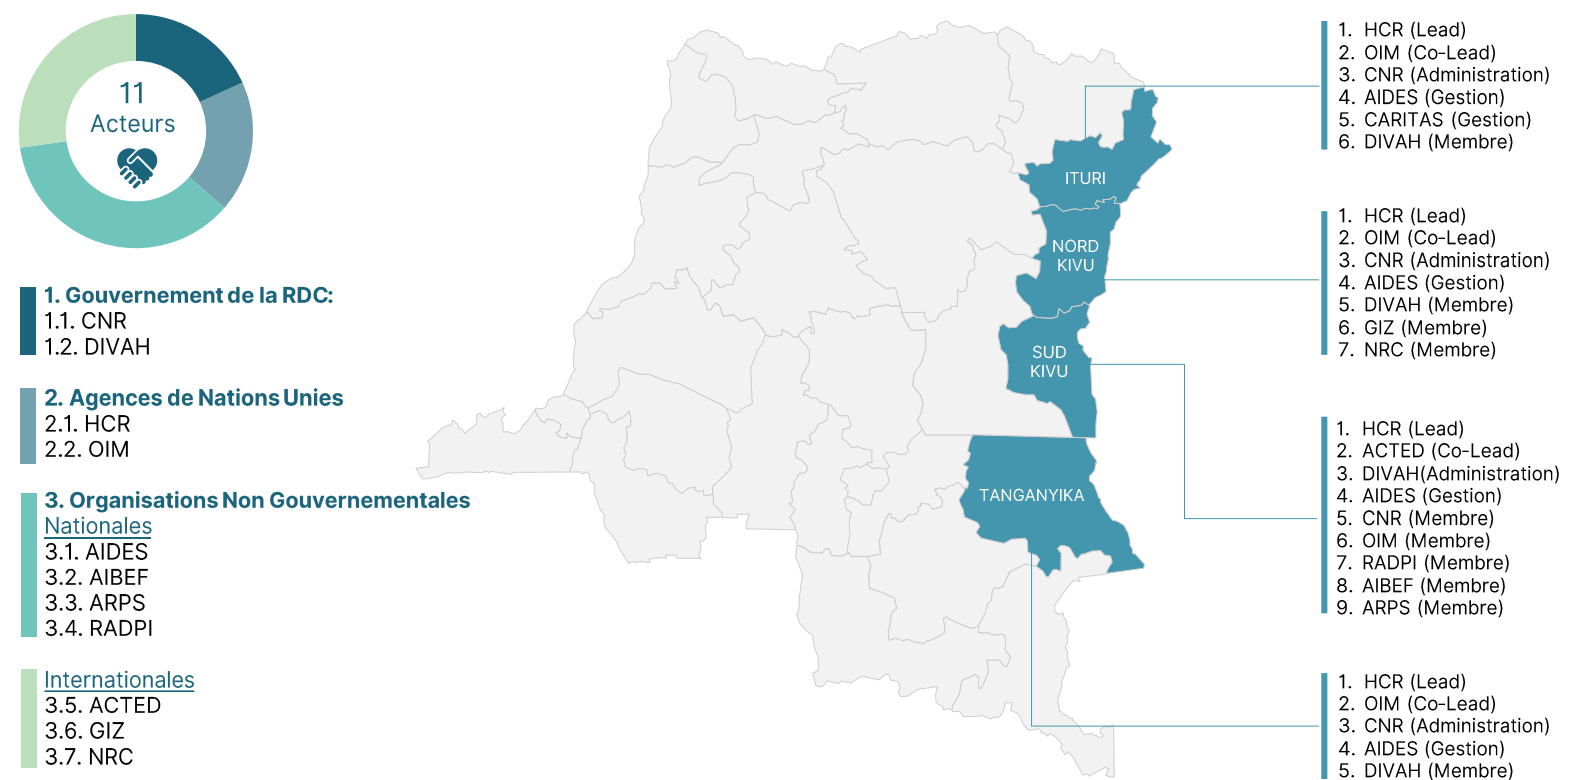 11
Acteurs
1. Gouvernement de la RDC:
1.1. CNR
1.2. DIVAH
2. Agences de Nations Unies
2.1. HCR
2.2. OIM
3. Organisations Non Gouvernementales
Nationales
3.1. AIDES
3.2. AIBEF
3.3. ARPS
3.4. RADPI
Internationales
3.5. ACTED
3.6. GIZ
3.7. NRC
ITURI
NORD
KIVU
SUD
KIVU
TANGANYIKA
1. HCR (Lead)
2. OIM (Co-Lead)
3. CNR (Administration)
4. AIDES (Gestion)
5. CARITAS (Gestion)
6. DIVAH (Membre)
1. HCR (Lead)
2. OIM (Co-Lead)
3. CNR (Administration)
4. AIDES (Gestion)
5. DIVAH (Membre)
6. GIZ (Membre)
7. NRC (Membre)
1. HCR (Lead)
2. ACTED (Co-Lead)
3. DIVAH(Administration)
4. AIDES (Gestion)
5. CNR (Membre)
6. OIM (Membre)
7. RADPI (Membre)
8. AIBEF (Membre)
9. ARPS (Membre)
1. HCR (Lead)
2. OIM (Co-Lead)
3. CNR (Administration)
4. AIDES (Gestion)
5. DIVAH (Membre)